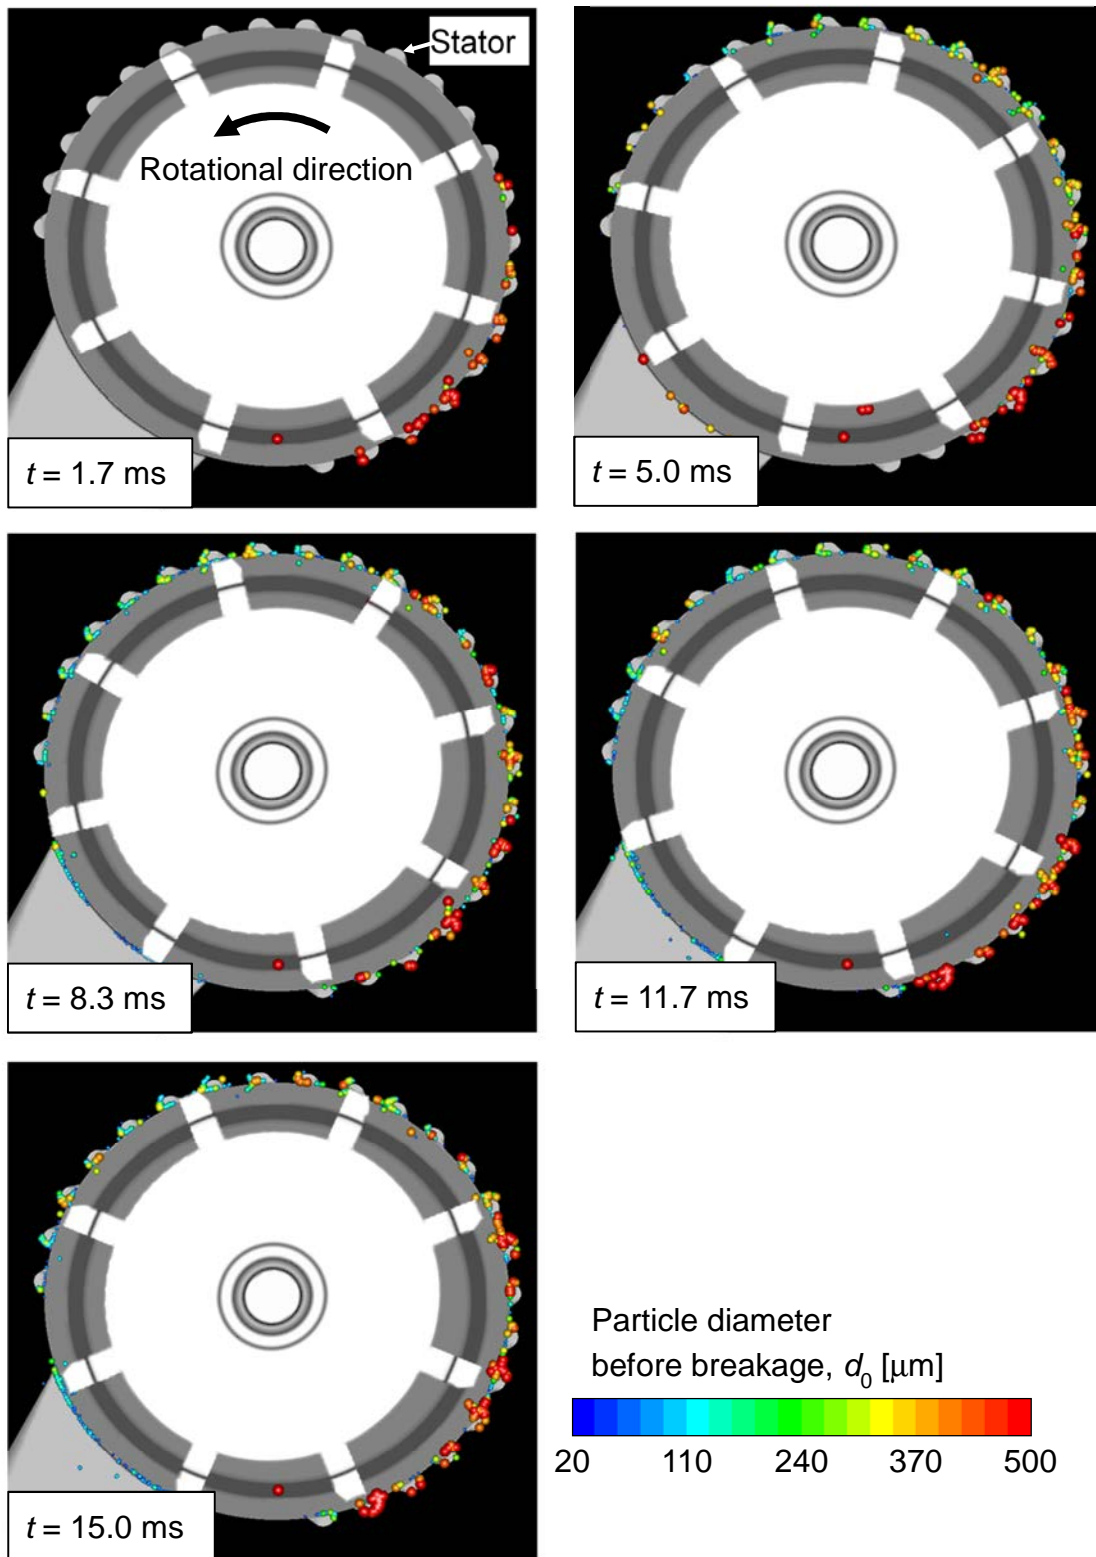 Stator
Rotational direction
t = 1.7 ms
t = 5.0 ms
t = 8.3 ms
t = 11.7 ms
t = 15.0 ms
Particle diameter
before breakage, d₀ [μm]
20 110 240 370 500